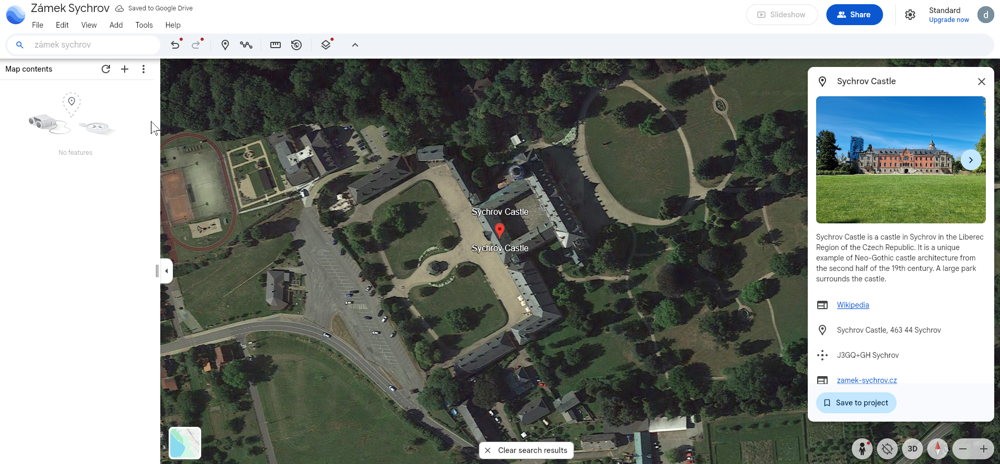 Zámek Sychrov
Saved to Google Drive
File Edit View Add Tools Help
Slideshow
Share
Standard
Upgrade now
d
zámek sychrov
Map contents
No features
Sychrov Castle
Sychrov Castle
Sychrov Castle
Sychrov Castle is a castle in Sychrov in the Liberec
Region of the Czech Republic. It is a unique
example of Neo-Gothic castle architecture from
the second half of the 19th century. A large park
surrounds the castle.
Wikipedia
Sychrov Castle, 463 44 Sychrov
J3GQ+GH Sychrov
zamek-sychrov.cz
Save to project
Clear search results
3D